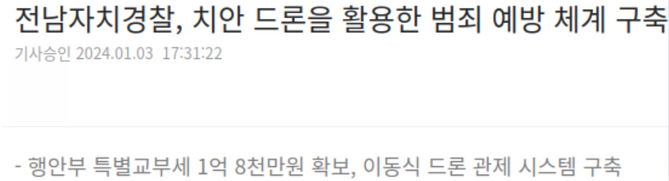 전남자치경찰, 치안 드론을 활용한 범죄 예방 체계 구축
기사승인 2024.01.03 17:31:22
- 행안부 특별교부세 1억 8천만원 확보, 이동식 드론 관제 시스템 구축